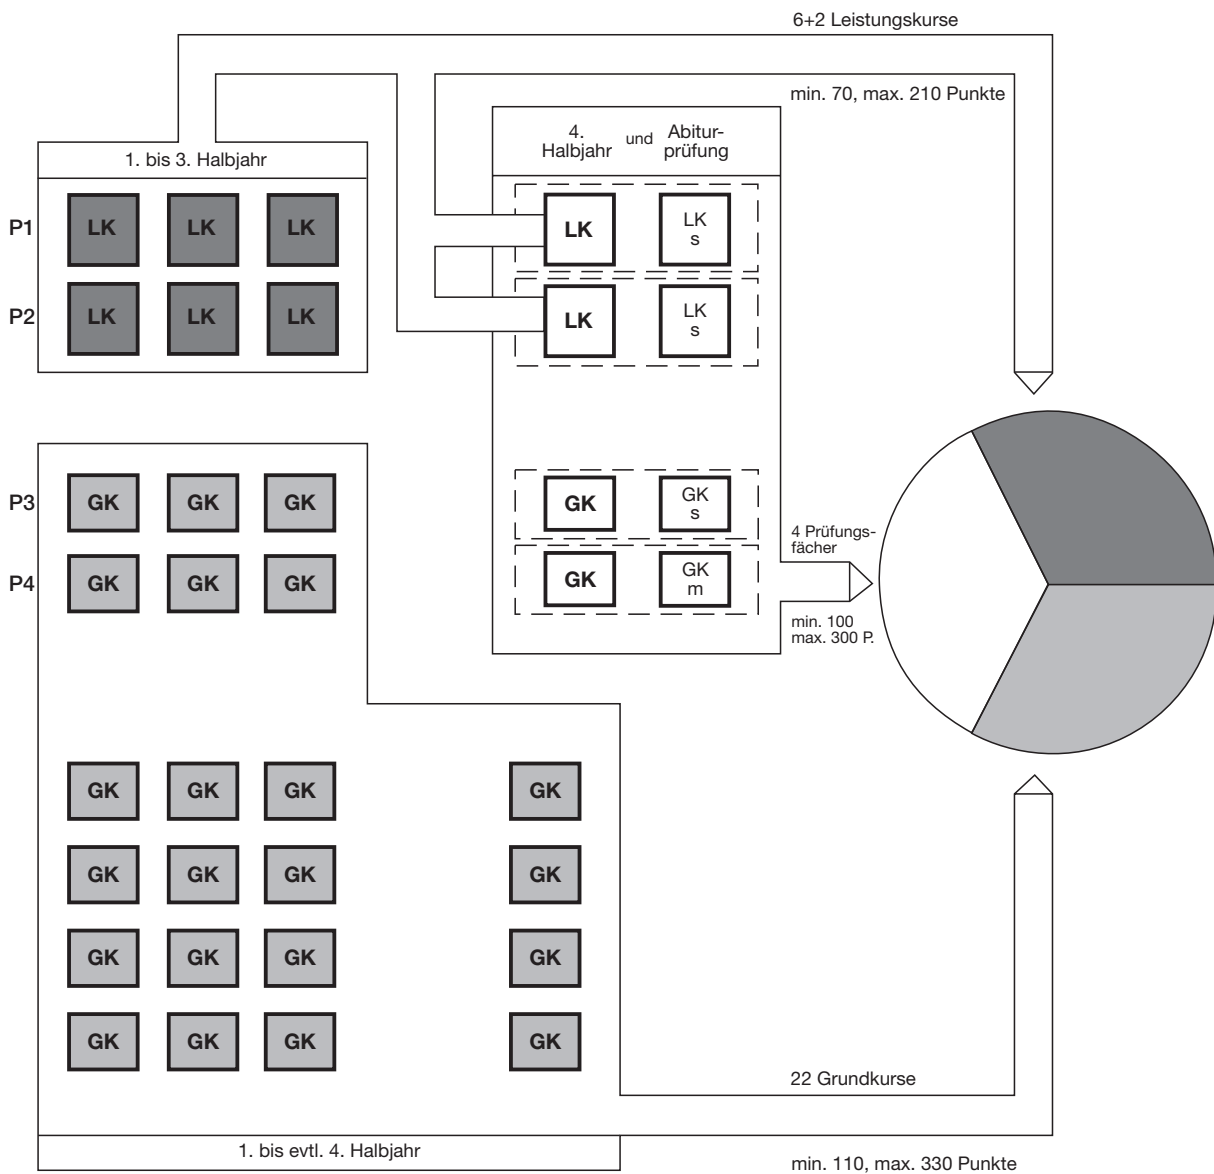 6+2 Leistungskurse
min. 70, max. 210 Punkte
1. bis 3. Halbjahr
4. und Abitur-
Halbjahr prüfung
P1 LK LK LK LK LK
s
P2 LK LK LK LK LK
s
P3 GK GK GK GK GK
s
P4 GK GK GK GK GK
m
4 Prüfungs-
fächer
min. 100
max. 300 P.
GK GK GK GK
GK GK GK GK
GK GK GK GK
GK GK GK GK
22 Grundkurse
1. bis evtl. 4. Halbjahr
min. 110, max. 330 Punkte